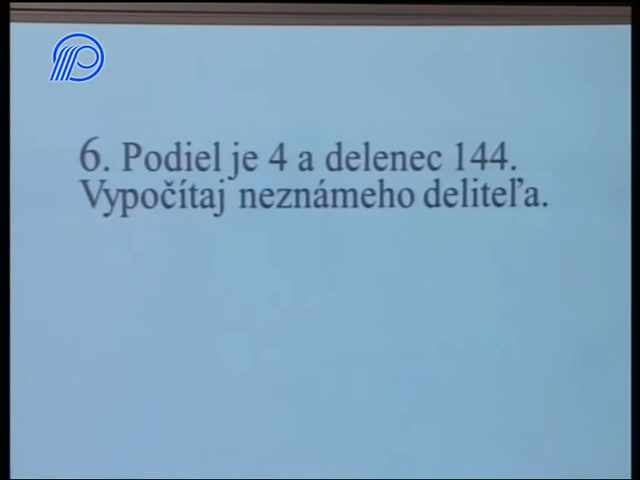 6. Podiel je 4 a delenec 144.
Vypočítaj neznámeho deliteľa.